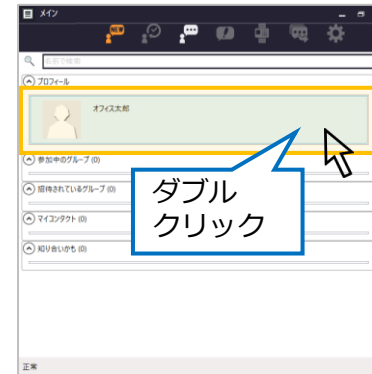 メイン
NEW
名前で検索
プロフィール
オフィス太郎
参加中のグループ (0)
招待されているグループ (0)
マイコンタクト (0)
知り合いかも (0)
ダブル
クリック
正常